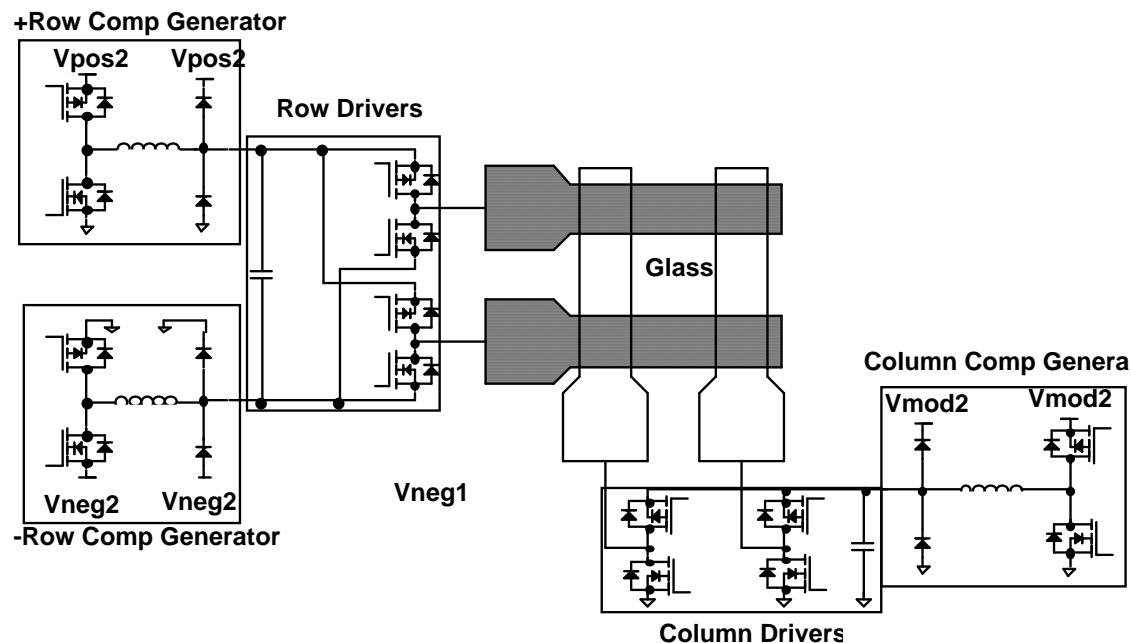 +Row Comp Generator
Vpos2 Vpos2
Row Drivers
Glass
Column Comp Genera
Vmod2 Vmod2
Vneg1
Vneg2 Vneg2
-Row Comp Generator
Column Drivers